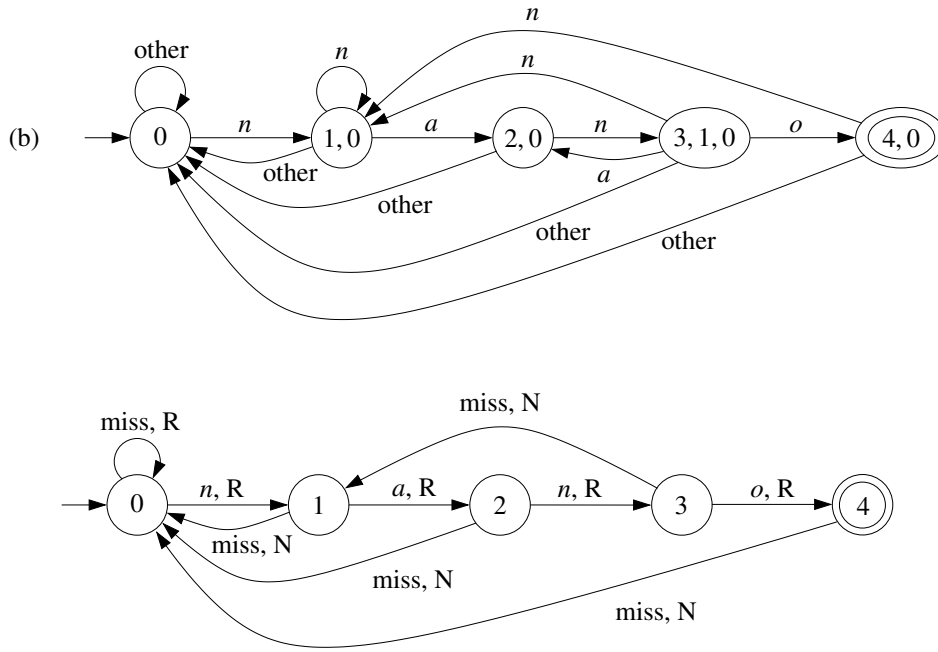 n
other n n
(b) 0 n 1, 0 a 2, 0 n 3, 1, 0 o 4, 0
other a
other
other
other
miss, N
miss, R
0 n, R 1 a, R 2 n, R 3 o, R 4
miss, N
miss, N
miss, N